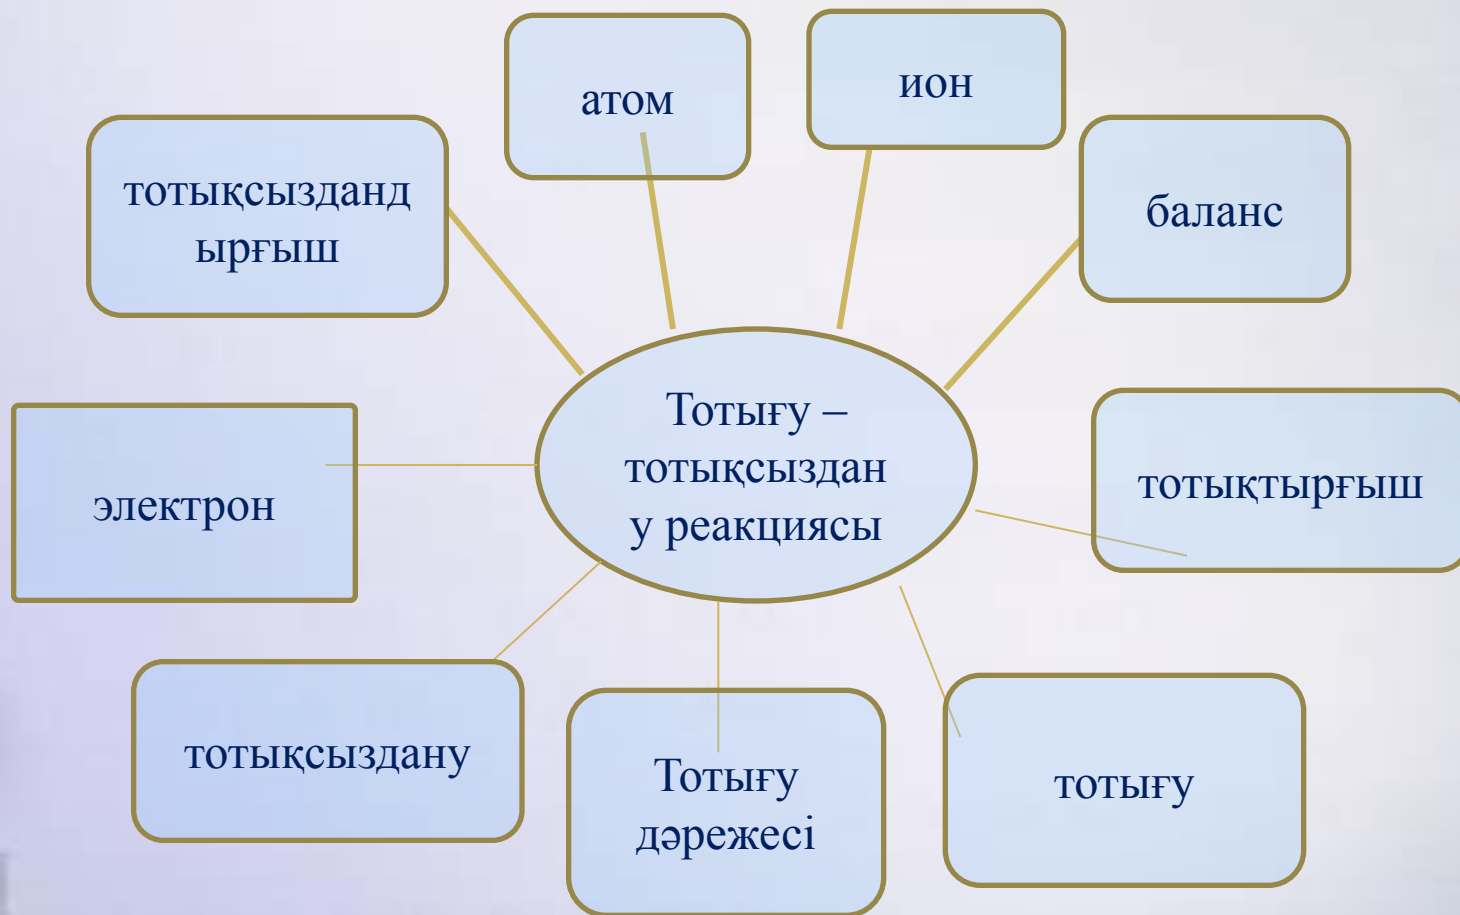 атом
ион
тотықсызданд
ырғыш
баланс
Тотығу –
тотықсыздан
у реакциясы
тотықтырғыш
электрон
тотықсыздану
Тотығу
дәрежесі
тотығу